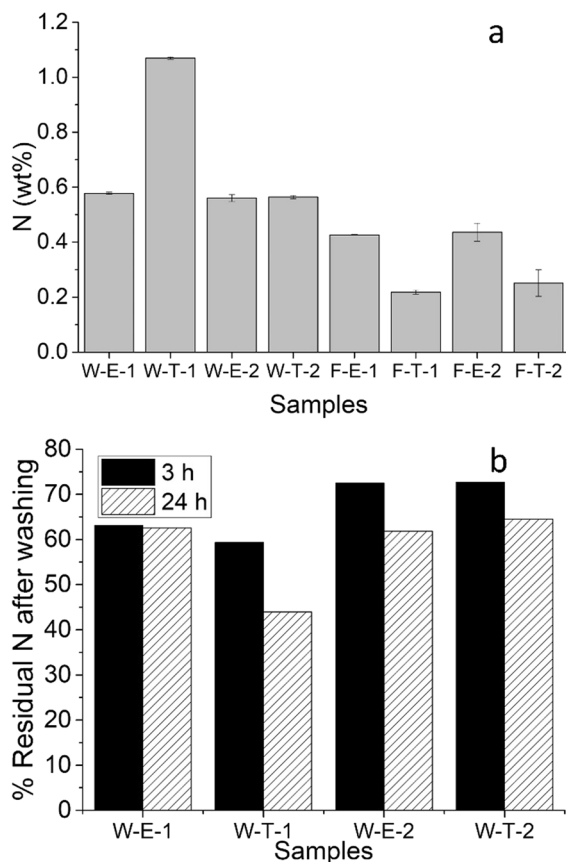 a
1.2
1.0
0.8
0.6
0.4
0.2
0.0
N (wt%)
W-E-1 W-T-1 W-E-2 W-T-2 F-E-1 F-T-1 F-E-2 F-T-2
Samples
b
3 h
24 h
80
70
60
50
40
30
20
10
0
% Residual N after washing
W-E-1 W-T-1 W-E-2 W-T-2
Samples